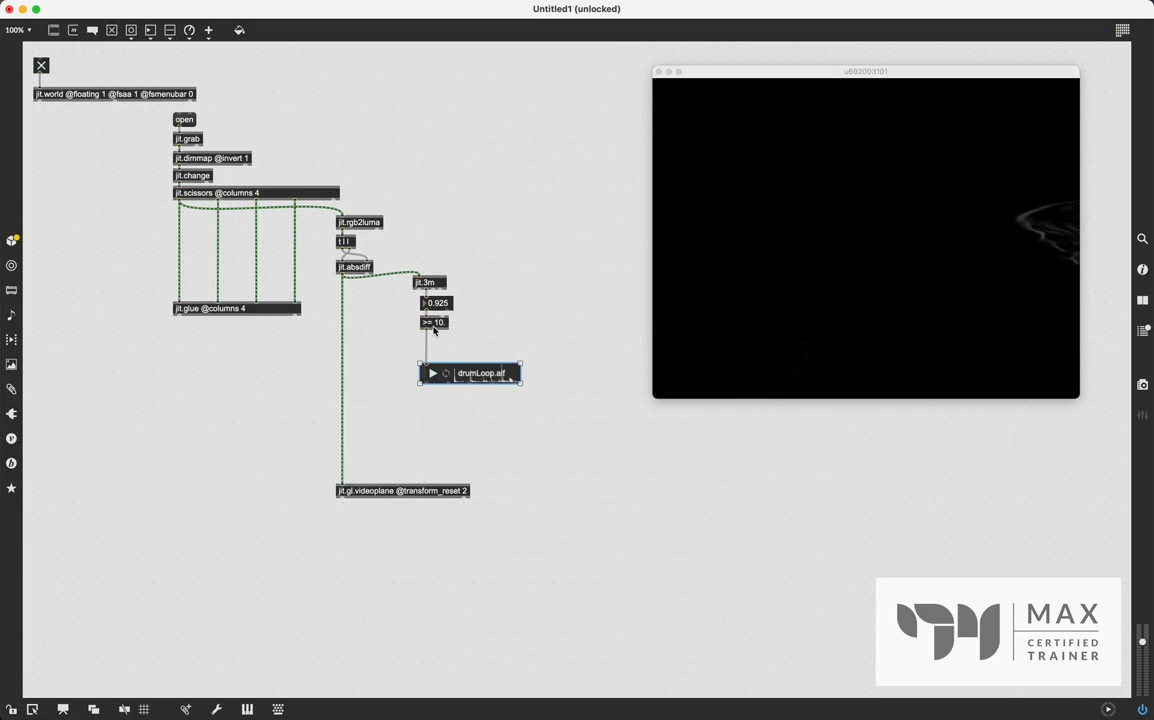 Untitled1 (unlocked)
100%
u692003101
jit.world @floating 1 @fsaa 1 @fsmenubar 0
open
jit.grab
jit.dimmap @invert 1
jit.change
jit.scissors @columns 4
jit.rgb2luma
t l l
jit.absdiff
jit.3m
0.925
>= 10.
jit.glue @columns 4
drumLoop.aif
jit.gl.videoplane @transform_reset 2
MAX
CERTIFIED
TRAINER